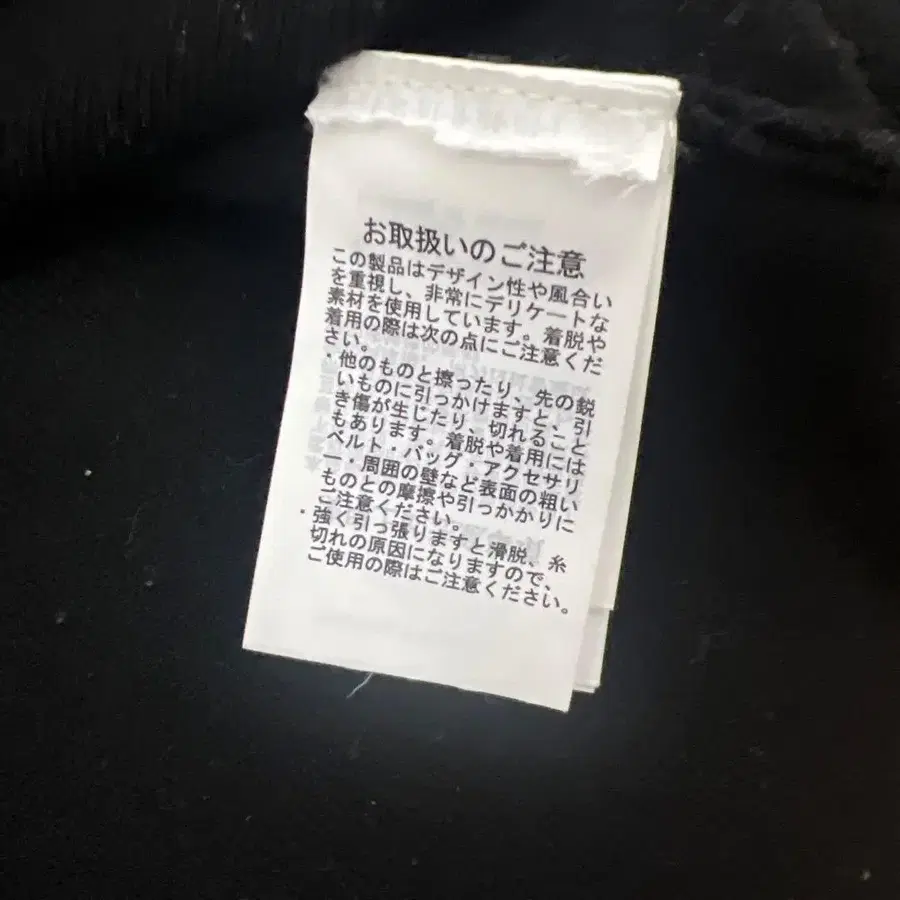 お取扱いのご注意
この製品はデザイン性や風合い
を重視し、非常にデリケートな
素材を使用しています。着脱や
着用の際は次の点にご注意くだ
さい。
・他のものと擦ったり、先の鋭
いものに引っかけますと、引
き傷が生じたり、切れること
もあります。着脱や着用には
ベルト・バッグ・アクセサリ
ー・周囲の壁など表面の粗い
ものとの摩擦や引っかかりに
ご注意ください。
・強く引っ張りますと滑脱、糸
切れの原因になりますので、
ご使用の際はご注意ください。